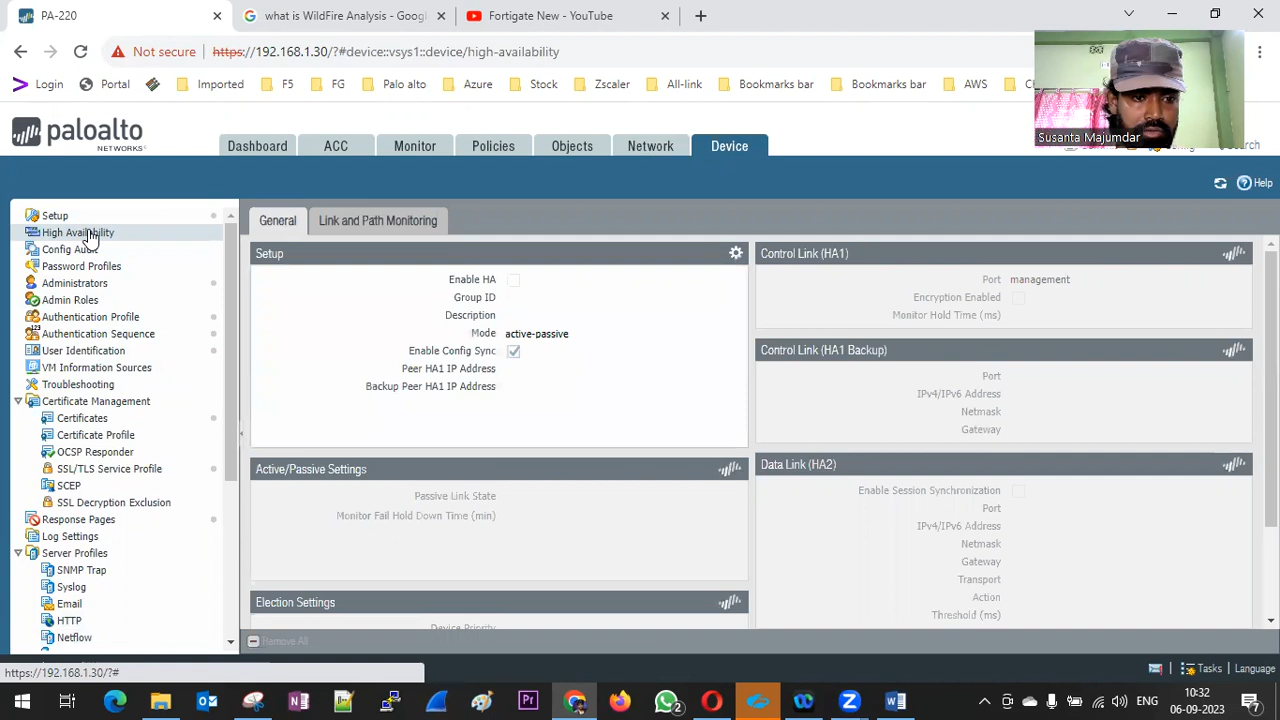 PA-220
what is WildFire Analysis - Googl
Fortigate New - YouTube
Not secure
https://192.168.1.30/?#device::vsys1::device/high-availability
Login
Portal
Imported
F5
FG
Palo alto
Azure
Stock
Zscaler
All-link
Bookmarks bar
Bookmarks bar
AWS
Susanta Majumdar
paloalto
NETWORKS
Dashboard
ACC
Monitor
Policies
Objects
Network
Device
Help
Setup
High Availability
Config Audit
Password Profiles
Administrators
Admin Roles
Authentication Profile
Authentication Sequence
User Identification
VM Information Sources
Troubleshooting
Certificate Management
Certificates
Certificate Profile
OCSP Responder
SSL/TLS Service Profile
SCEP
SSL Decryption Exclusion
Response Pages
Log Settings
Server Profiles
SNMP Trap
Syslog
Email
HTTP
Netflow
General
Link and Path Monitoring
Setup
Enable HA
Group ID
Description
Mode active-passive
Enable Config Sync
Peer HA1 IP Address
Backup Peer HA1 IP Address
Active/Passive Settings
Passive Link State
Monitor Fail Hold Down Time (min)
Election Settings
Device Priority
Remove All
Control Link (HA1)
Port management
Encryption Enabled
Monitor Hold Time (ms)
Control Link (HA1 Backup)
Port
IPv4/IPv6 Address
Netmask
Gateway
Data Link (HA2)
Enable Session Synchronization
Port
IPv4/IPv6 Address
Netmask
Gateway
Transport
Action
Threshold (ms)
https://192.168.1.30/?#
Tasks
Language
ENG
10:32
06-09-2023